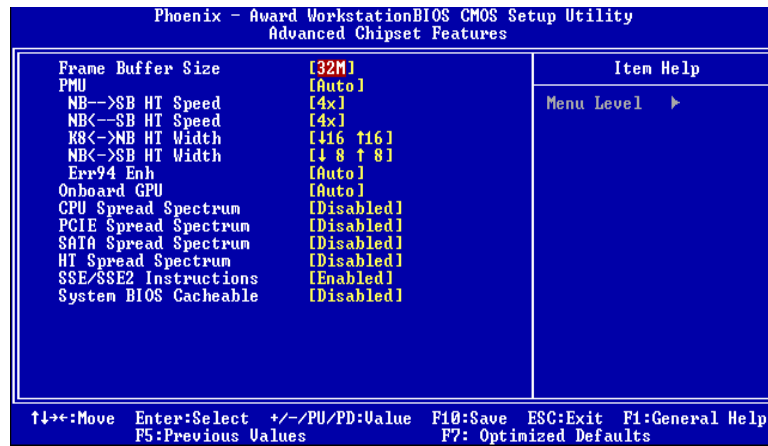 Phoenix - Award WorkstationBIOS CMOS Setup Utility
Advanced Chipset Features
Frame Buffer Size [32M]
PMU [Auto]
NB-->SB HT Speed [4x]
NB<--SB HT Speed [4x]
K8<->NB HT Width [↓16 ↑16]
NB<->SB HT Width [↓ 8 ↑ 8]
Err94 Enh [Auto]
Onboard GPU [Auto]
CPU Spread Spectrum [Disabled]
PCIE Spread Spectrum [Disabled]
SATA Spread Spectrum [Disabled]
HT Spread Spectrum [Disabled]
SSE/SSE2 Instructions [Enabled]
System BIOS Cacheable [Disabled]
Item Help
Menu Level ►
↑↓→←:Move Enter:Select +/-/PU/PD:Value F10:Save ESC:Exit F1:General Help
F5:Previous Values F7: Optimized Defaults